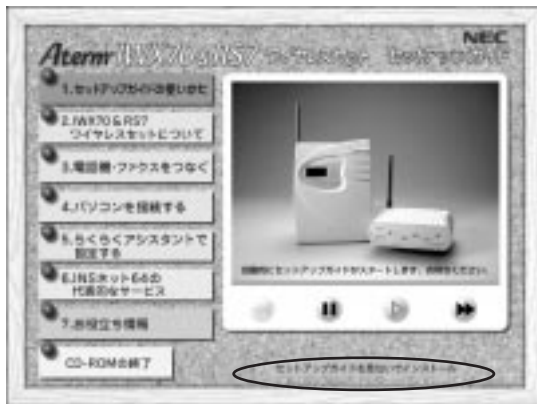 NEC
Aterm IWX70&RS7 ワイヤレスセット セットアップガイド
1.セットアップガイドの使いかた
2.IWX70&RS7
ワイヤレスセットについて
3.電話機・ファクスをつなぐ
4.パソコンを接続する
5.らくらくアシスタントで
設定する
6.INSネット64の
代表的なサービス
7.お役立ち情報
CD-ROMの終了
自動的にセットアップガイドがスタートします。お待ちください。
セットアップガイドを見ないでインストール